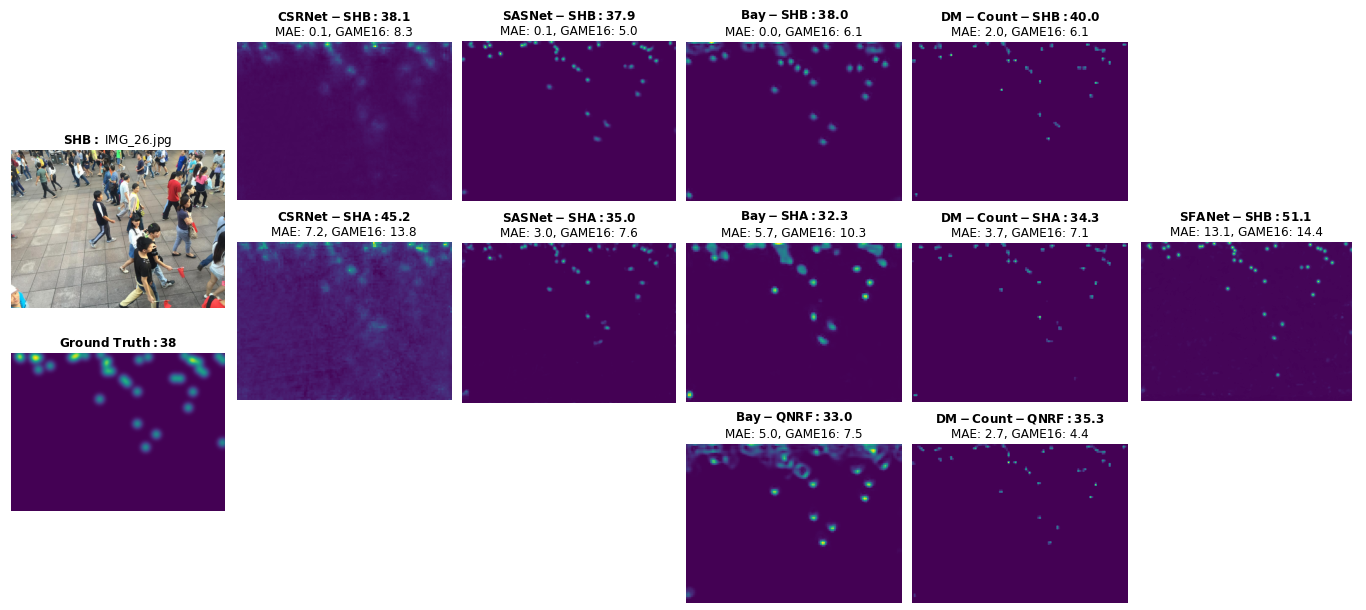 CSRNet − SHB : 38.1
MAE: 0.1, GAME16: 8.3
SASNet − SHB : 37.9
MAE: 0.1, GAME16: 5.0
Bay − SHB : 38.0
MAE: 0.0, GAME16: 6.1
DM − Count − SHB : 40.0
MAE: 2.0, GAME16: 6.1
SHB : IMG_26.jpg
CSRNet − SHA : 45.2
MAE: 7.2, GAME16: 13.8
SASNet − SHA : 35.0
MAE: 3.0, GAME16: 7.6
Bay − SHA : 32.3
MAE: 5.7, GAME16: 10.3
DM − Count − SHA : 34.3
MAE: 3.7, GAME16: 7.1
SFANet − SHB : 51.1
MAE: 13.1, GAME16: 14.4
Ground Truth : 38
Bay − QNRF : 33.0
MAE: 5.0, GAME16: 7.5
DM − Count − QNRF : 35.3
MAE: 2.7, GAME16: 4.4